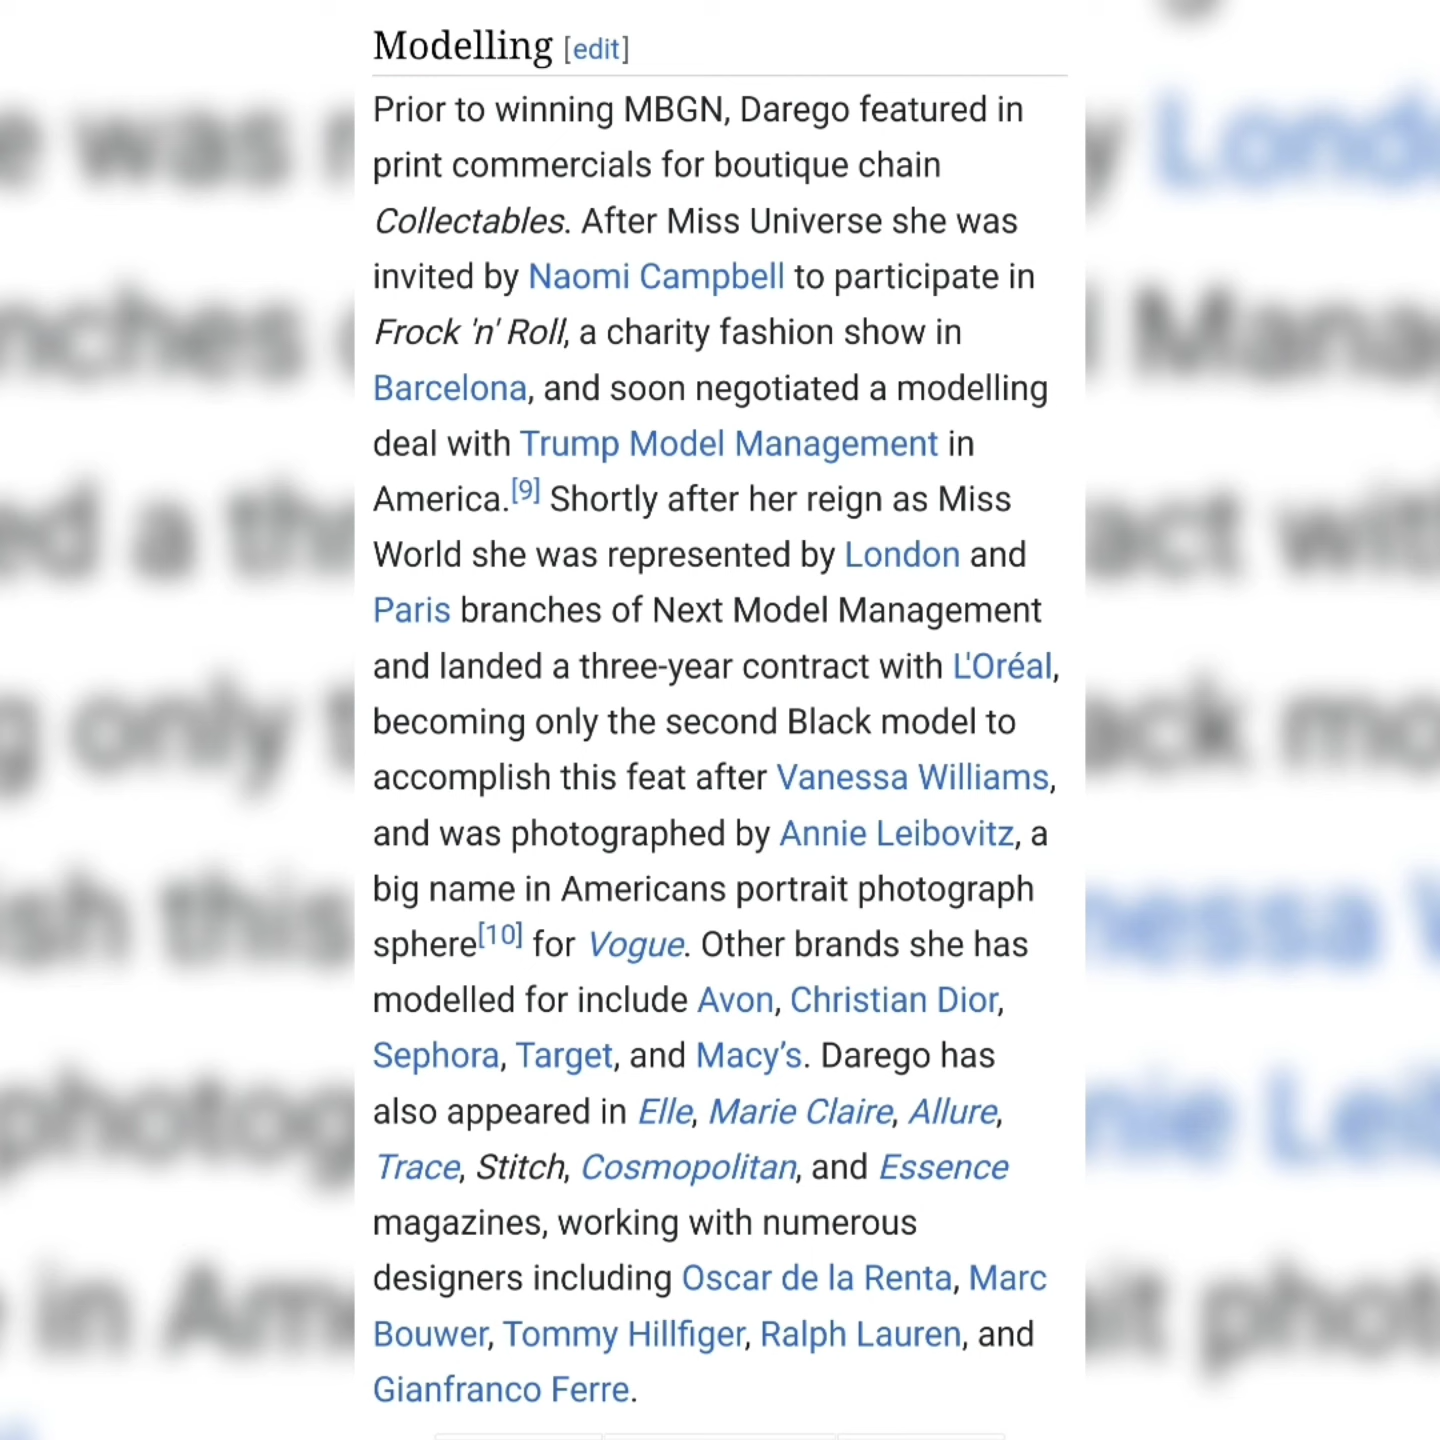 Modelling [edit]
Prior to winning MBGN, Darego featured in
print commercials for boutique chain
Collectables. After Miss Universe she was
invited by Naomi Campbell to participate in
Frock 'n' Roll, a charity fashion show in
Barcelona, and soon negotiated a modelling
deal with Trump Model Management in
America.[9] Shortly after her reign as Miss
World she was represented by London and
Paris branches of Next Model Management
and landed a three-year contract with L'Oréal,
becoming only the second Black model to
accomplish this feat after Vanessa Williams,
and was photographed by Annie Leibovitz, a
big name in Americans portrait photograph
sphere[10] for Vogue. Other brands she has
modelled for include Avon, Christian Dior,
Sephora, Target, and Macy's. Darego has
also appeared in Elle, Marie Claire, Allure,
Trace, Stitch, Cosmopolitan, and Essence
magazines, working with numerous
designers including Oscar de la Renta, Marc
Bouwer, Tommy Hillfiger, Ralph Lauren, and
Gianfranco Ferre.